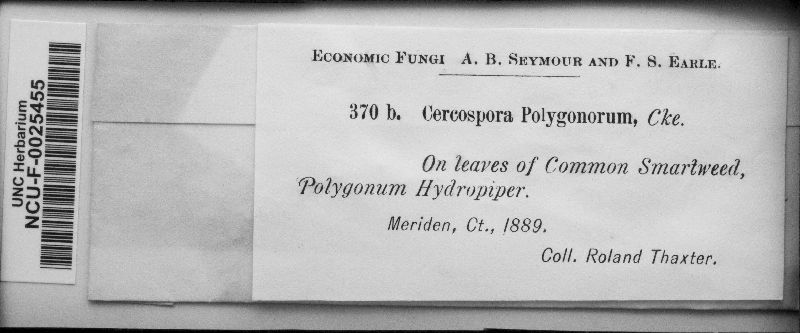 UNC Herbarium
NCU-F-0025455
ECONOMIC FUNGI A. B. SEYMOUR AND F. S. EARLE.
370 b. Cercospora Polygonorum, Cke.
On leaves of Common Smartweed,
Polygonum Hydropiper.
Meriden, Ct., 1889.
Coll. Roland Thaxter.